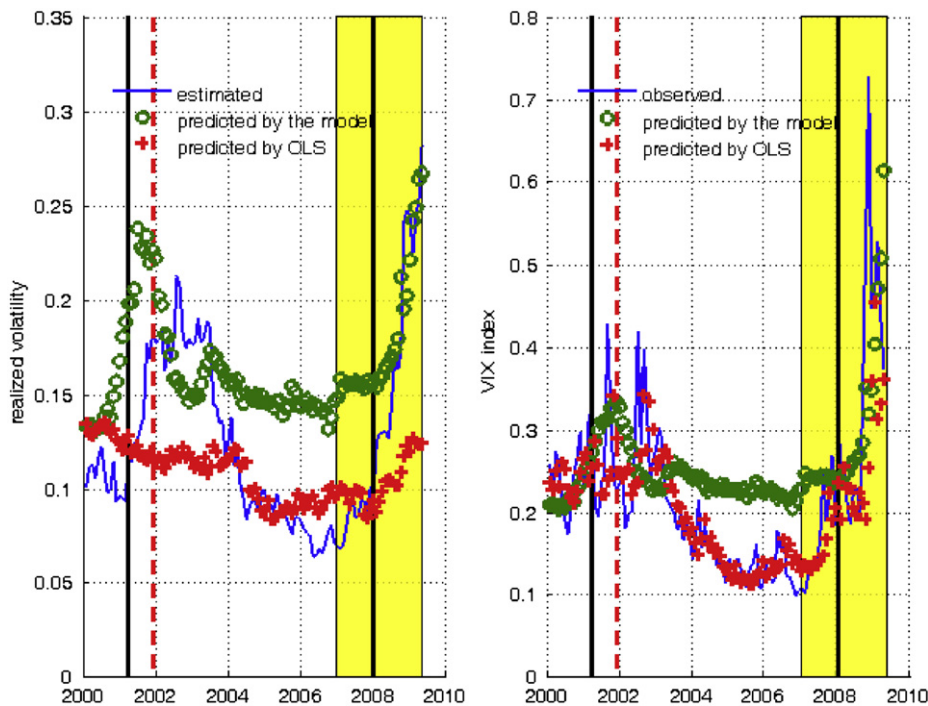 0.35
0.3
0.25
0.2
0.15
0.1
0.05
0
realized volatility
estimated
predicted by the model
predicted by OLS
2000 2002 2004 2006 2008 2010
0.8
0.7
0.6
0.5
0.4
0.3
0.2
0.1
0
VIX index
observed
predicted by the model
predicted by OLS
2000 2002 2004 2006 2008 2010